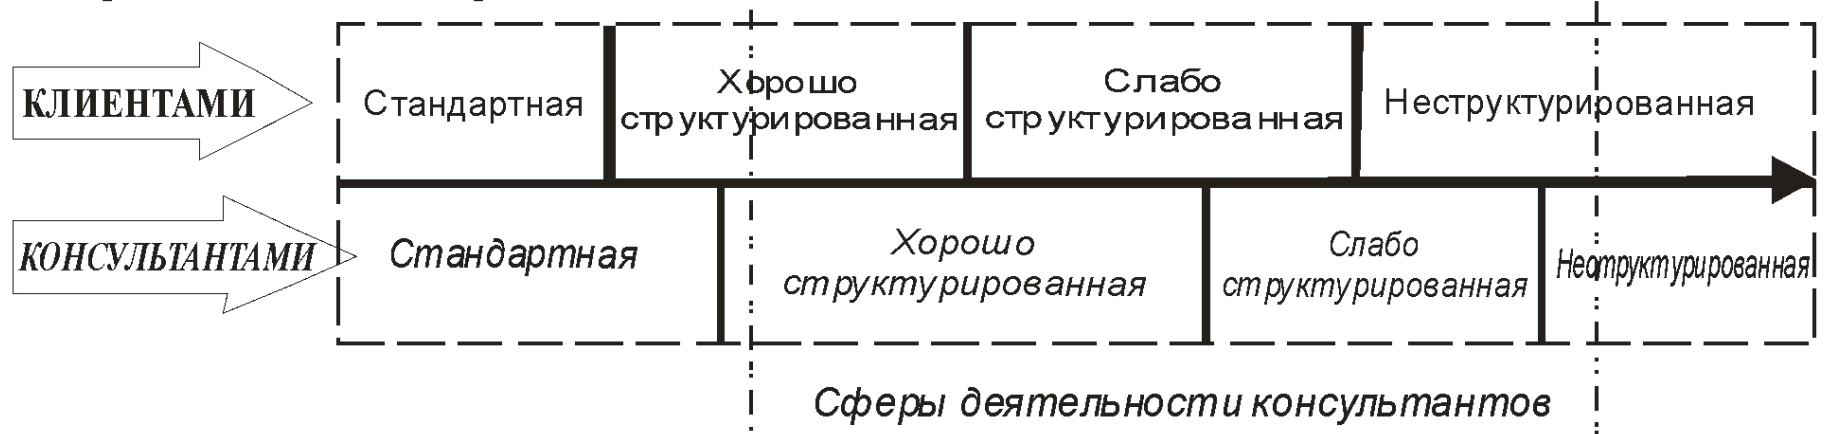 КЛИЕНТАМИ
Стандартная
Хорошо
структурированная
Слабо
структурированная
Неструктурированная
КОНСУЛЬТАНТАМИ
Стандартная
Хорошо
структурированная
Слабо
структурированная
Неструктурированная
Сферы деятельности консультантов